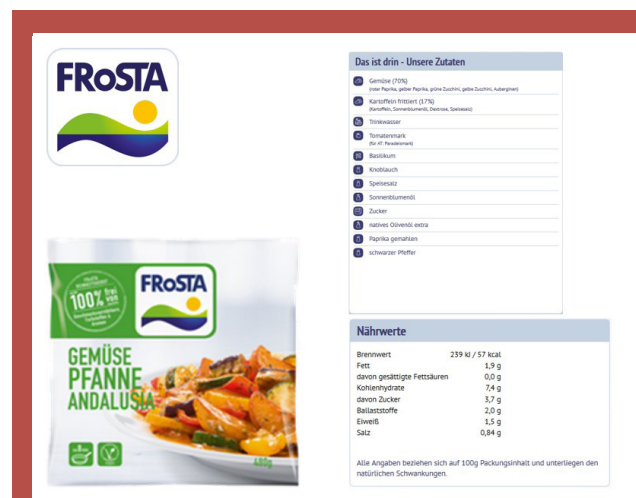 FRoSTA
Das ist drin - Unsere Zutaten
Gemüse (70%)
(roter Paprika, gelber Paprika, grüne Zucchini, gelbe Zucchini, Auberginen)
Kartoffeln frittiert (17%)
(Kartoffeln, Sonnenblumenöl, Dextrose, Speisesalz)
Trinkwasser
Tomatenmark
(für AT: Paradeismark)
Basilikum
Knoblauch
Speisesalz
Sonnenblumenöl
Zucker
natives Olivenöl extra
Paprika gemahlen
schwarzer Pfeffer
FRoSTA
100% frei von
GEMÜSE
PFANNE
ANDALUSIA
480g
Nährwerte
Brennwert 239 kJ / 57 kcal
Fett 1,9 g
davon gesättigte Fettsäuren 0,0 g
Kohlenhydrate 7,4 g
davon Zucker 3,7 g
Ballaststoffe 2,0 g
Eiweiß 1,5 g
Salz 0,84 g
Alle Angaben beziehen sich auf 100g Packungsinhalt und unterliegen den
natürlichen Schwankungen.